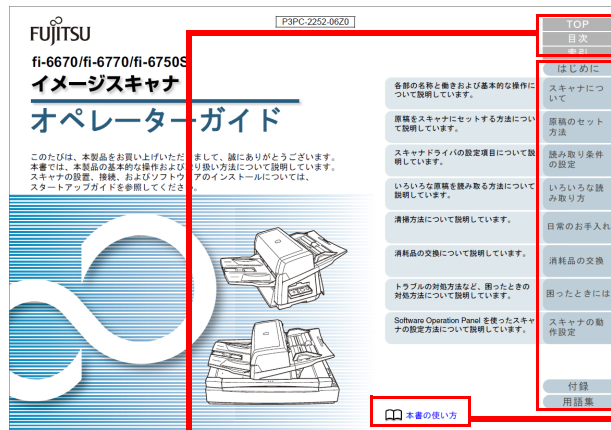 P3PC-2252-06Z0
FUJITSU
fi-6670/fi-6770/fi-6750S
イメージスキャナ
オペレーターガイド
このたびは、本製品をお買い上げいただきまして、誠にありがとうございます。
本書では、本製品の基本的な操作および取り扱い方法について説明しています。
スキャナの設置、接続、およびソフトウェアのインストールについては、
スタートアップガイドを参照してください。
各部の名称と働きおよび基本的な操作に
ついて説明しています。
原稿をスキャナにセットする方法につい
て説明しています。
スキャナドライバの設定項目について説
明しています。
いろいろな原稿を読み取る方法について
説明しています。
清掃方法について説明しています。
消耗品の交換について説明しています。
トラブルの対処方法など、困ったときの
対処方法について説明しています。
Software Operation Panel を使ったスキャ
ナの設定方法について説明しています。
本書の使い方
TOP
目次
索引
はじめに
スキャナにつ
いて
原稿のセット
方法
読み取り条件
の設定
いろいろな読
み取り方
日常のお手入れ
消耗品の交換
困ったときには
スキャナの動
作設定
付録
用語集